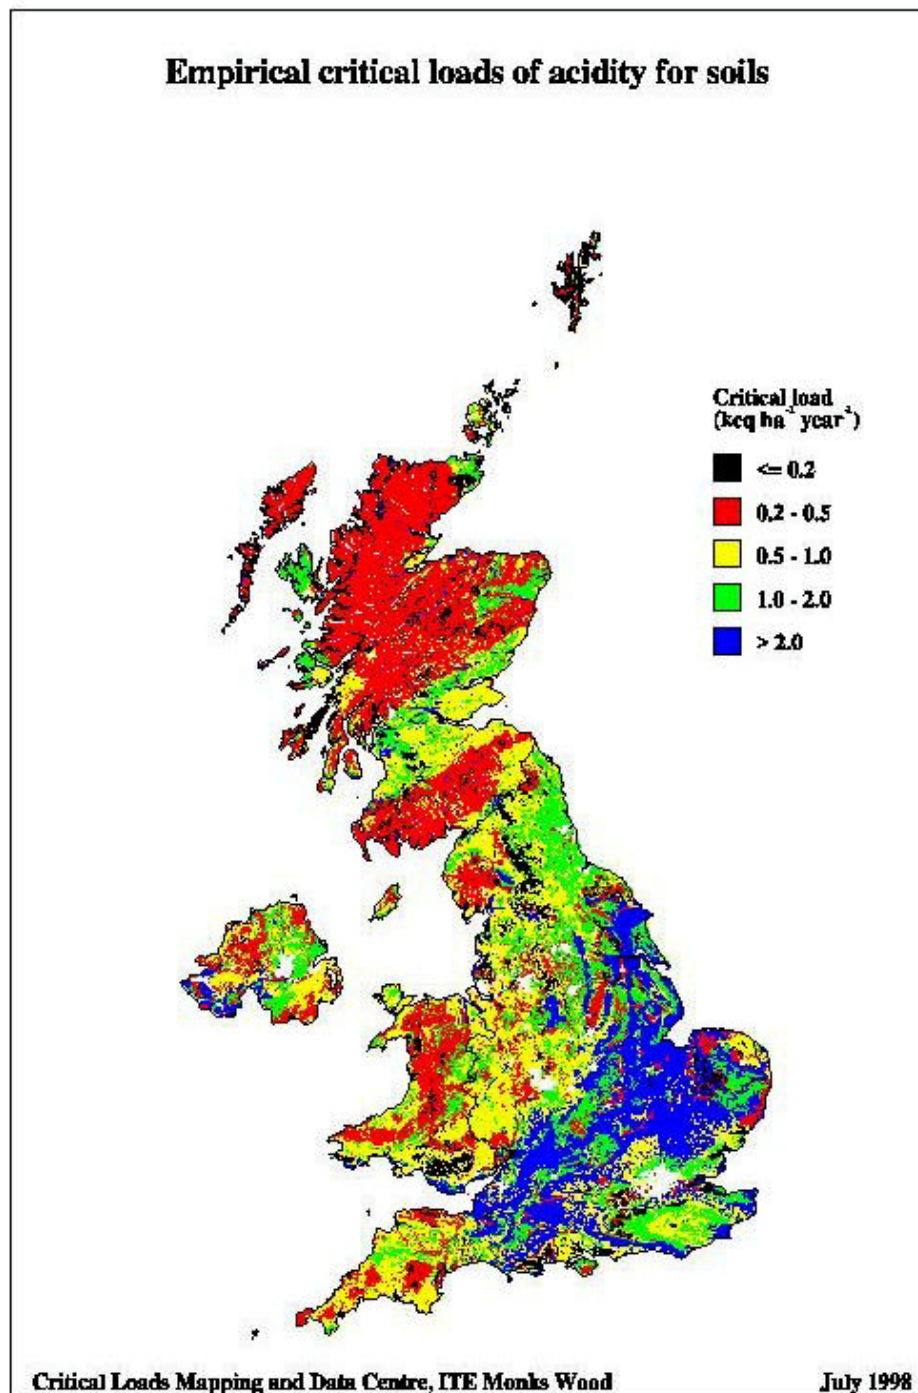 Empirical critical loads of acidity for soils
Critical load
(keq ha⁻¹ year⁻¹)
<= 0.2
0.2 - 0.5
0.5 - 1.0
1.0 - 2.0
> 2.0
Critical Loads Mapping and Data Centre, ITE Monks Wood July 1998